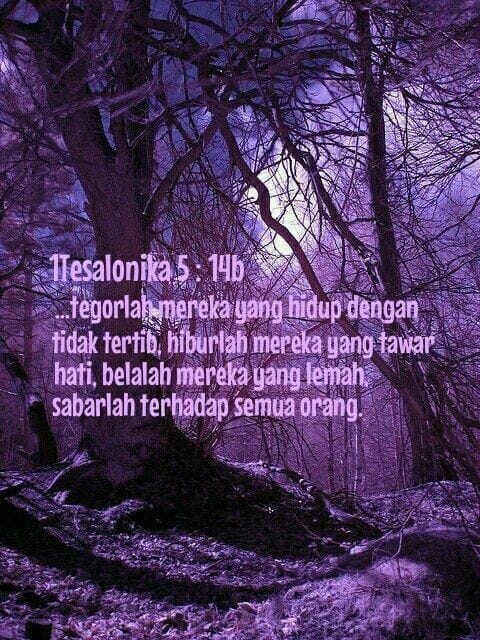 1Tesalonika 5 : 14b
...tegorlah mereka yang hidup dengan
tidak tertib, hiburlah mereka yang tawar
hati, belalah mereka yang lemah,
sabarlah terhadap semua orang.